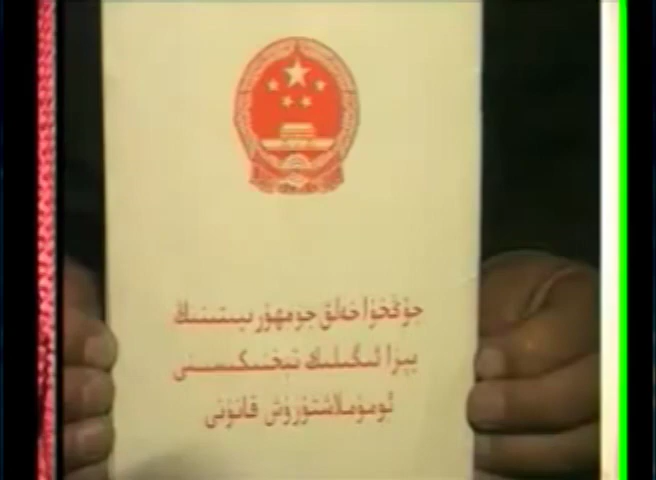 جۇڭخۇا خەلق جۇمھۇرىيىتىنىڭ
يېزا ئىگىلىك تېخنىكىسىنى
ئومۇملاشتۇرۇش قانۇنى